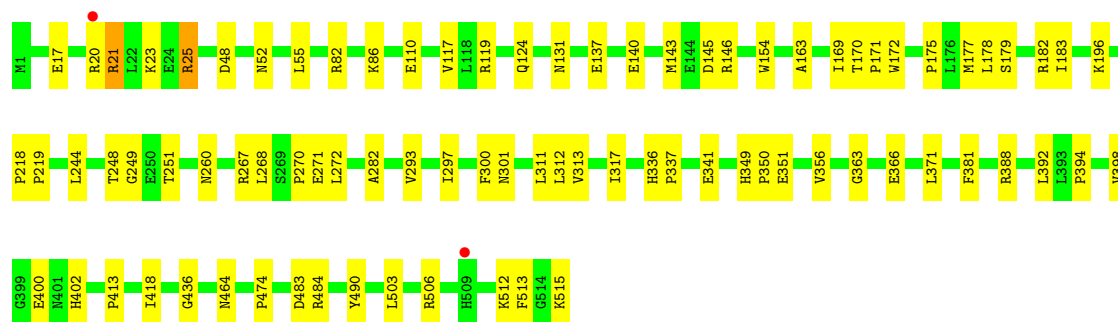 M1 E17 R20 R21 L22 K23 E24 R25 D48 N52 L55 R82 K86 E110 V117 L118 R119 Q124 N131 E137 E140 M143 E144 D145 R146 W154 A163 I169 T170 P171 W172 P175 L176 M177 L178 S179 R182 I183 K196
P218 P219 L244 T248 G249 E250 T251 N260 R267 L268 S269 P270 E271 L272 A282 V293 I297 F300 N301 L311 L312 V313 I317 H336 P337 E341 H349 P350 E351 V356 G363 E366 L371 F381 R388 L392 L393 P394 V398
G399 E400 N401 H402 P413 I418 G436 N464 P474 D483 R484 Y490 L503 R506 H509 K512 F513 G514 K515